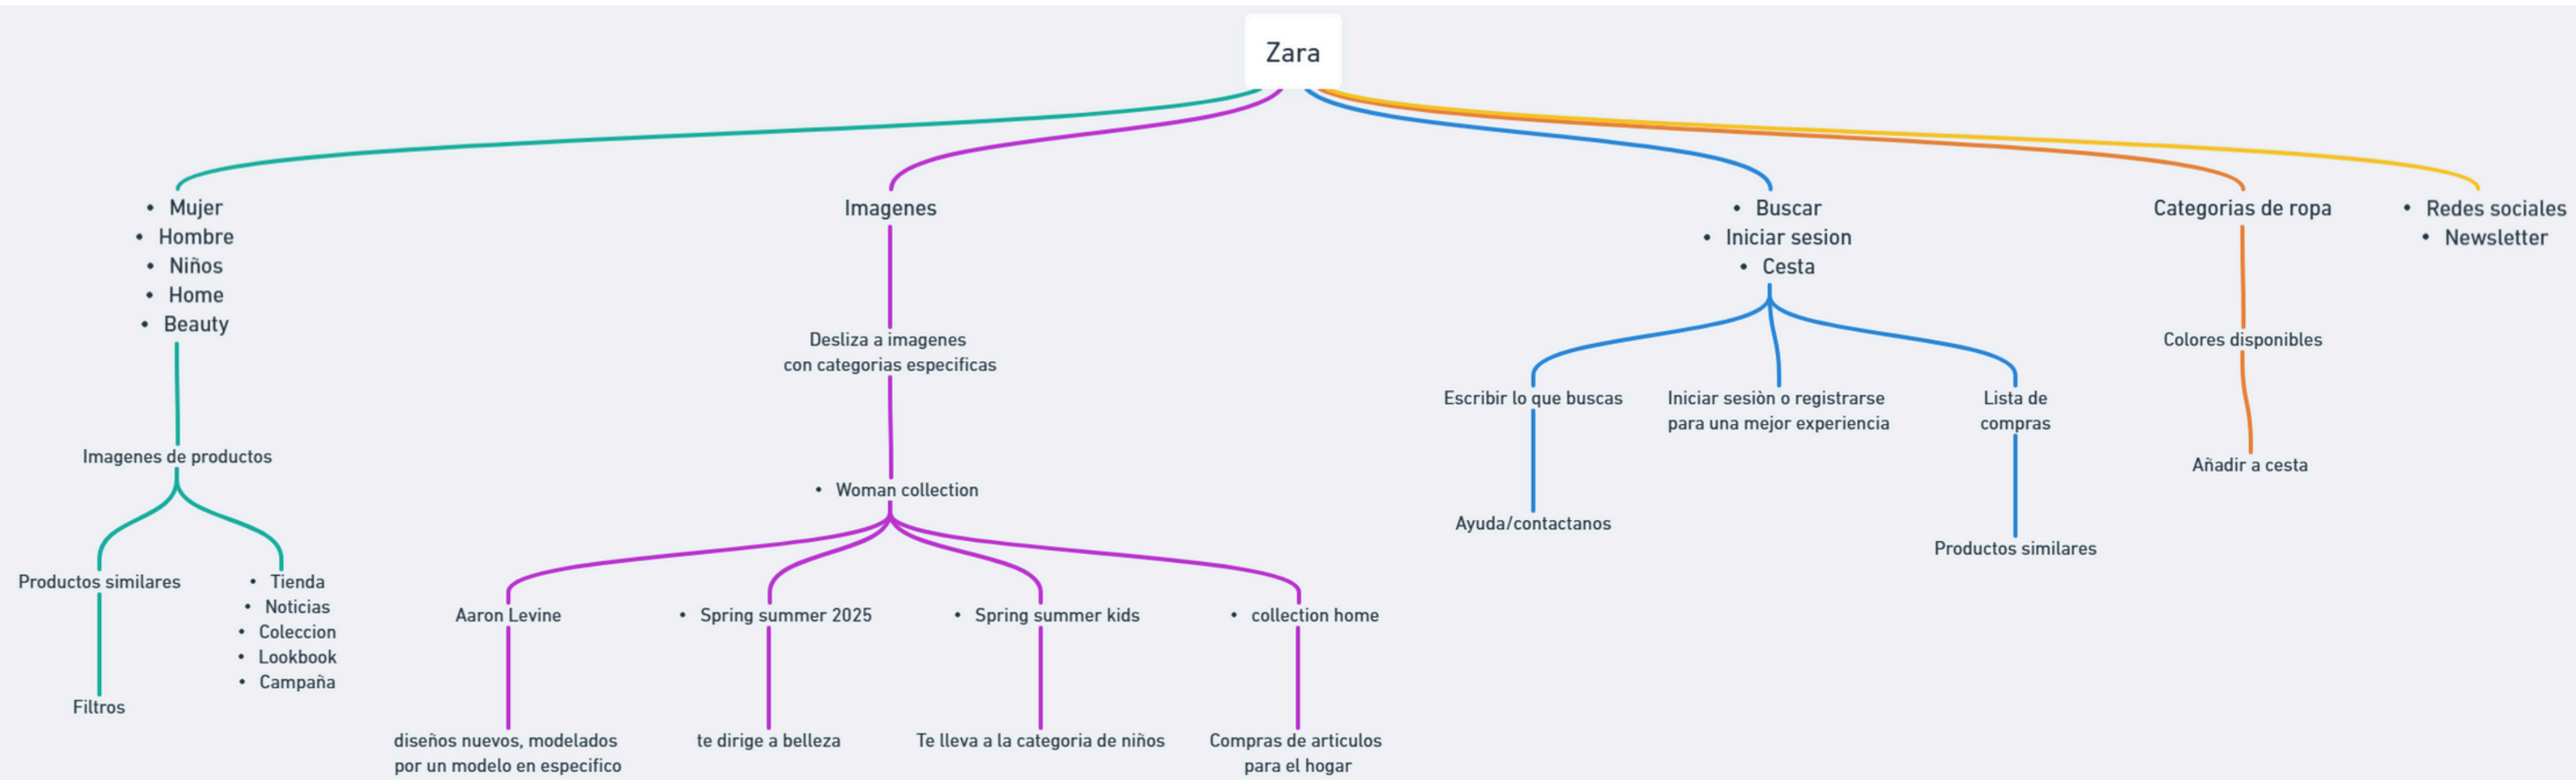 Zara
• Mujer
• Hombre
• Niños
• Home
• Beauty
Imagenes de productos
Productos similares
Filtros
• Tienda
• Noticias
• Coleccion
• Lookbook
• Campaña
Imagenes
Desliza a imagenes
con categorias especificas
• Woman collection
Aaron Levine
diseños nuevos, modelados
por un modelo en especifico
• Spring summer 2025
te dirige a belleza
• Spring summer kids
Te lleva a la categoria de niños
• collection home
Compras de articulos
para el hogar
• Buscar
• Iniciar sesion
• Cesta
Escribir lo que buscas
Ayuda/contactanos
Iniciar sesiòn o registrarse
para una mejor experiencia
Lista de
compras
Productos similares
Categorias de ropa
Colores disponibles
Añadir a cesta
• Redes sociales
• Newsletter